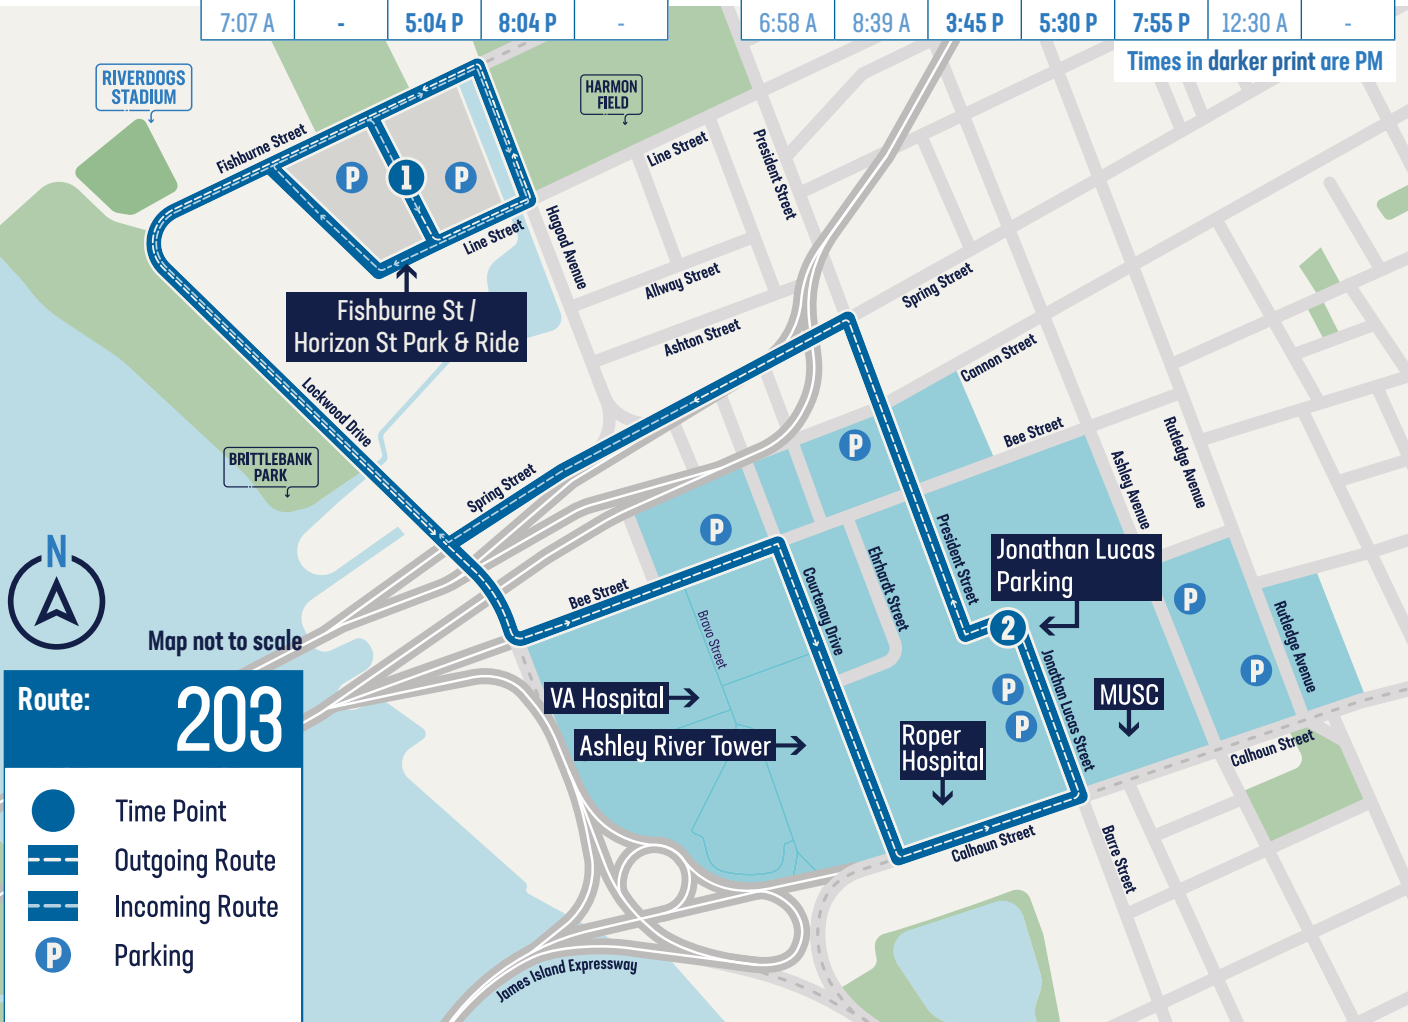 7:07 A - 5:04 P 8:04 P - 6:58 A 8:39 A 3:45 P 5:30 P 7:55 P 12:30 A -
Times in darker print are PM
RIVERDOGS
STADIUM
HARMON
FIELD
Fishburne Street
Line Street
President Street
P
1
P
Line Street
Hagood Avenue
Allway Street
Spring Street
Fishburne St /
Horizon St Park & Ride
Ashton Street
Cannon Street
Lockwood Drive
Bee Street
Rutledge Avenue
P
BRITTLEBANK
PARK
Ashley Avenue
Spring Street
P
President Street
N
Jonathan Lucas
Parking
Ehrhardt Street
Courtenay Drive
Bee Street
P
Bravo Street
2
Rutledge Avenue
Map not to scale
Jonathan Lucas Street
P
P
P
VA Hospital
MUSC
Ashley River Tower
Roper
Hospital
Calhoun Street
Calhoun Street
Barre Street
James Island Expressway
Route: 203
Time Point
Outgoing Route
Incoming Route
P Parking